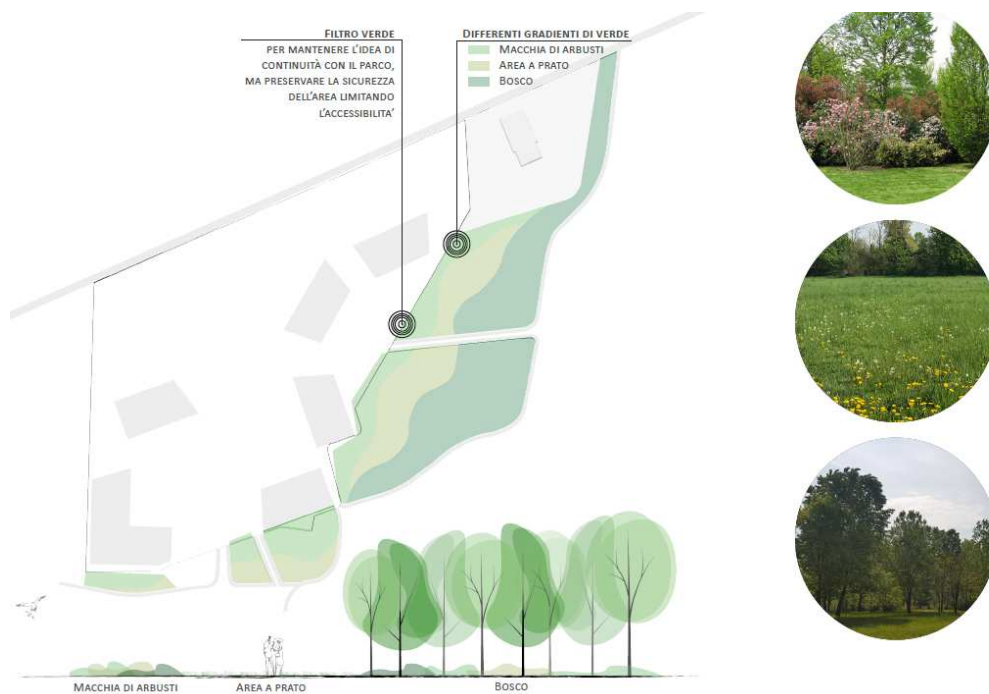 FILTRO VERDE
PER MANTENERE L'IDEA DI
CONTINUITÀ CON IL PARCO,
MA PRESERVARE LA SICUREZZA
DELL'AREA LIMITANDO
L'ACCESSIBILITA'
DIFFERENTI GRADIENTI DI VERDE
MACCHIA DI ARBUSTI
AREA A PRATO
BOSCO
MACCHIA DI ARBUSTI
AREA A PRATO
BOSCO